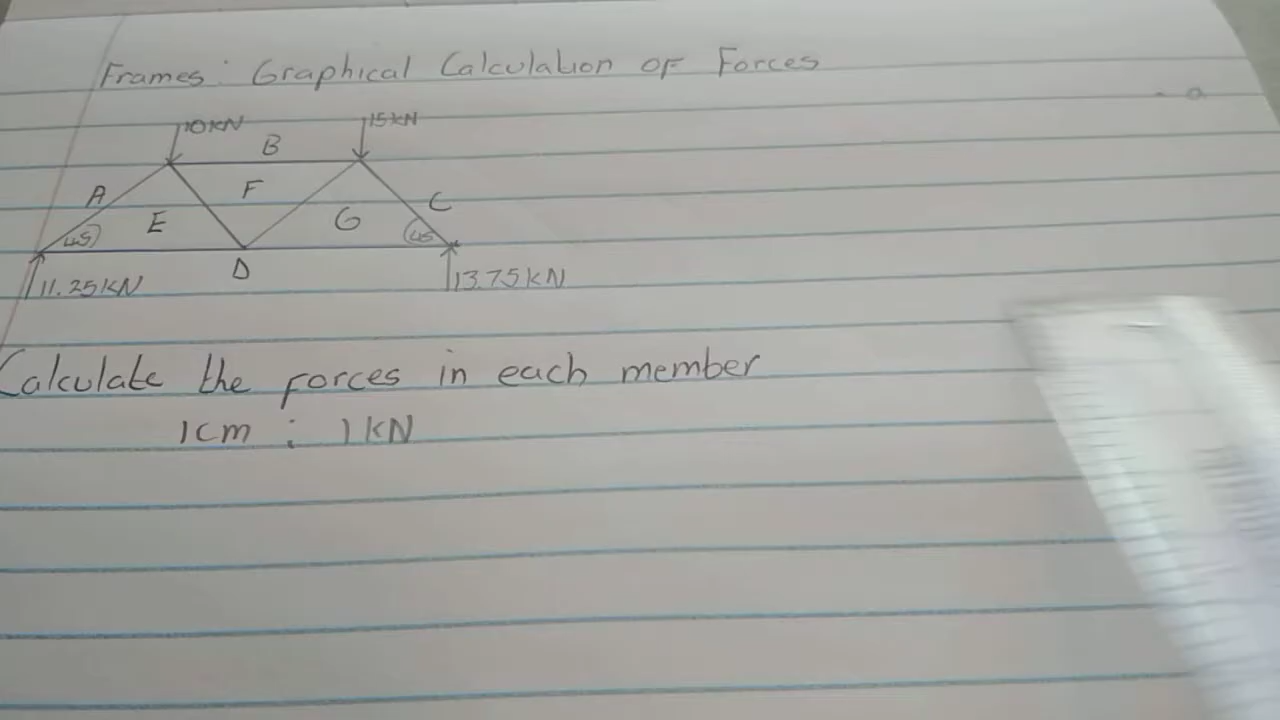 Frames: Graphical Calculation of Forces
a
10KN
15KN
B
A
F
C
E
G
45
45
D
11.25KN
13.75KN
Calculate the forces in each member
1cm : 1KN